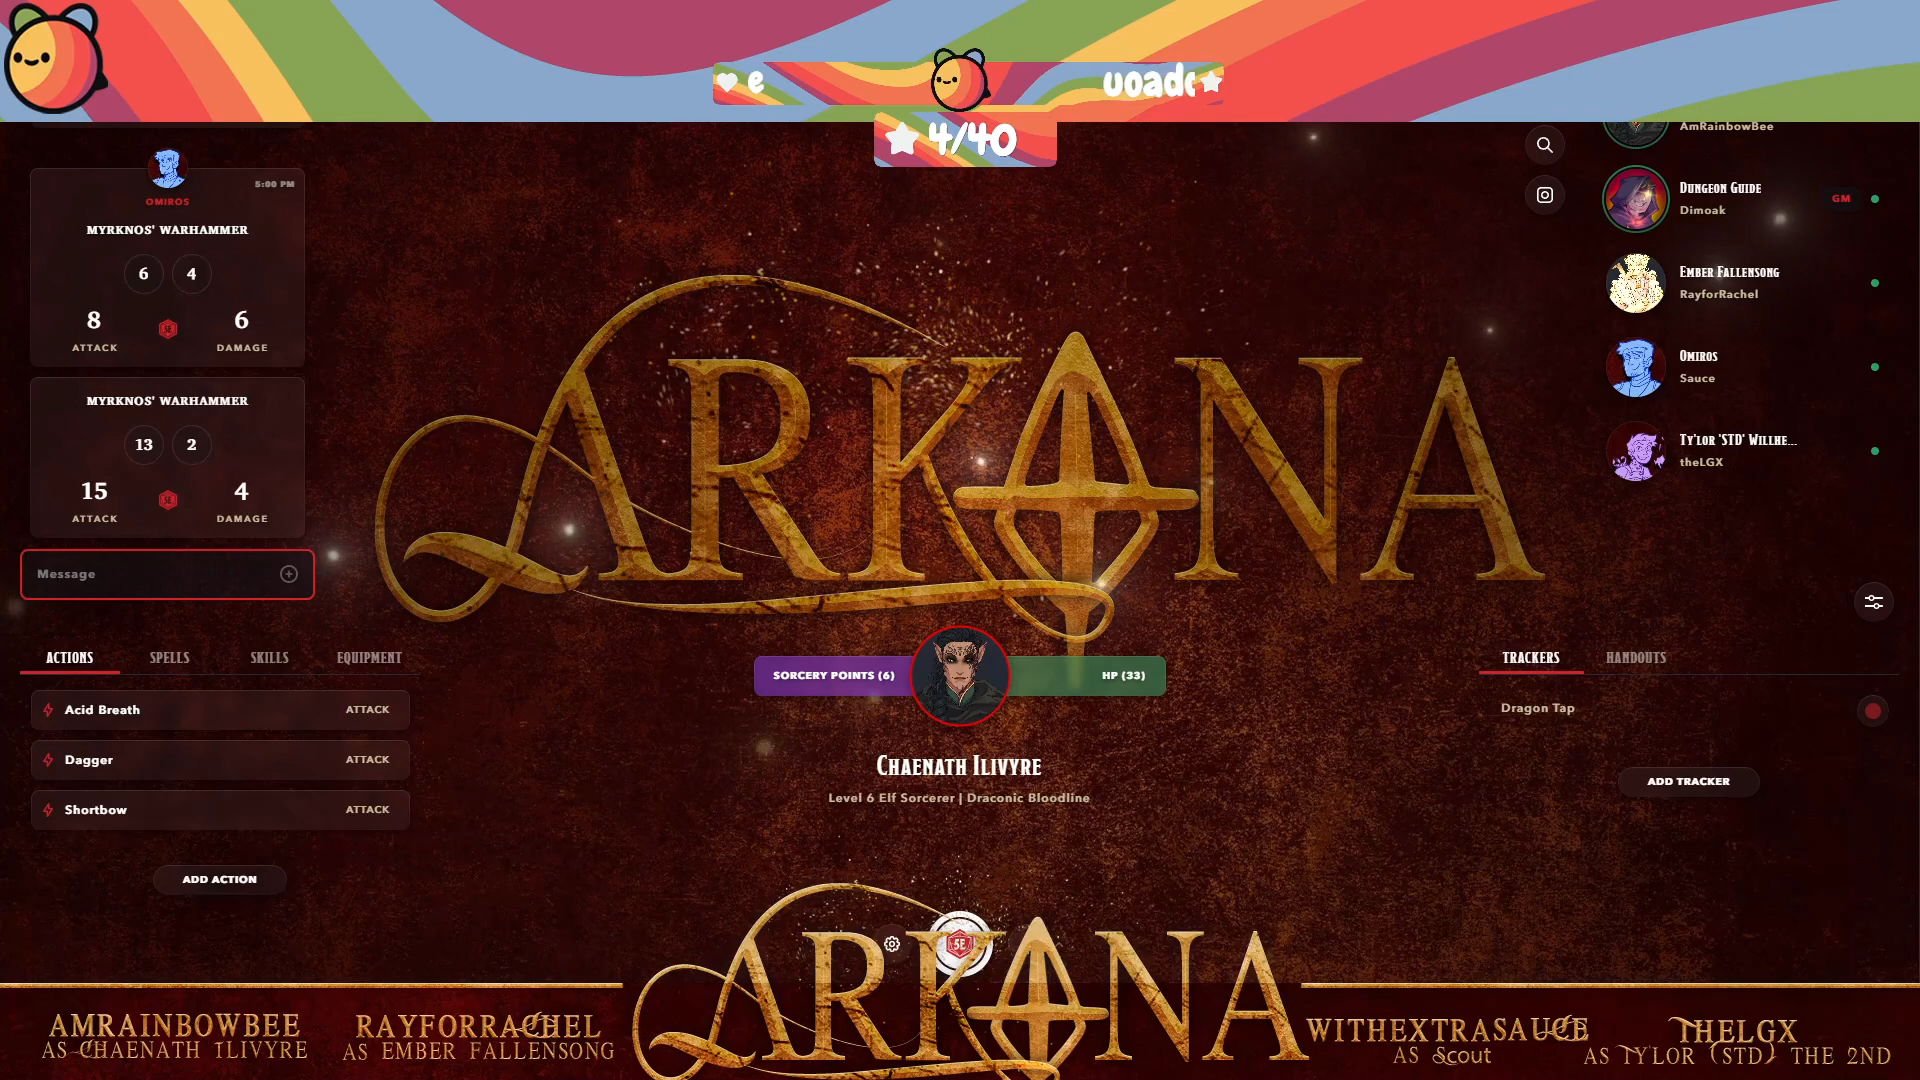 4/40
5:00 PM
OMIROS
MYRKNOS' WARHAMMER
6 4
8 6
ATTACK DAMAGE
MYRKNOS' WARHAMMER
13 2
15 4
ATTACK DAMAGE
Message
ACTIONS SPELLS SKILLS EQUIPMENT
Acid Breath ATTACK
Dagger ATTACK
Shortbow ATTACK
ADD ACTION
ARKANA
SORCERY POINTS (6) HP (33)
CHAENATH ILIVYRE
Level 6 Elf Sorcerer | Draconic Bloodline
AmRainbowBee
DUNGEON GUIDE
Dimoak
GM
EMBER FALLENSONG
RayforRachel
OMIROS
Sauce
TY'LOR 'STD' WILLHE...
theLGX
TRACKERS HANDOUTS
Dragon Tap
ADD TRACKER
5E
ARKANA
AMRAINBOWBEE
AS CHAENATH ILIVYRE
RAYFORRACHEL
AS EMBER FALLENSONG
WITHEXTRASAUCE
AS Scout
THELGX
AS TY'LOR (STD) THE 2ND